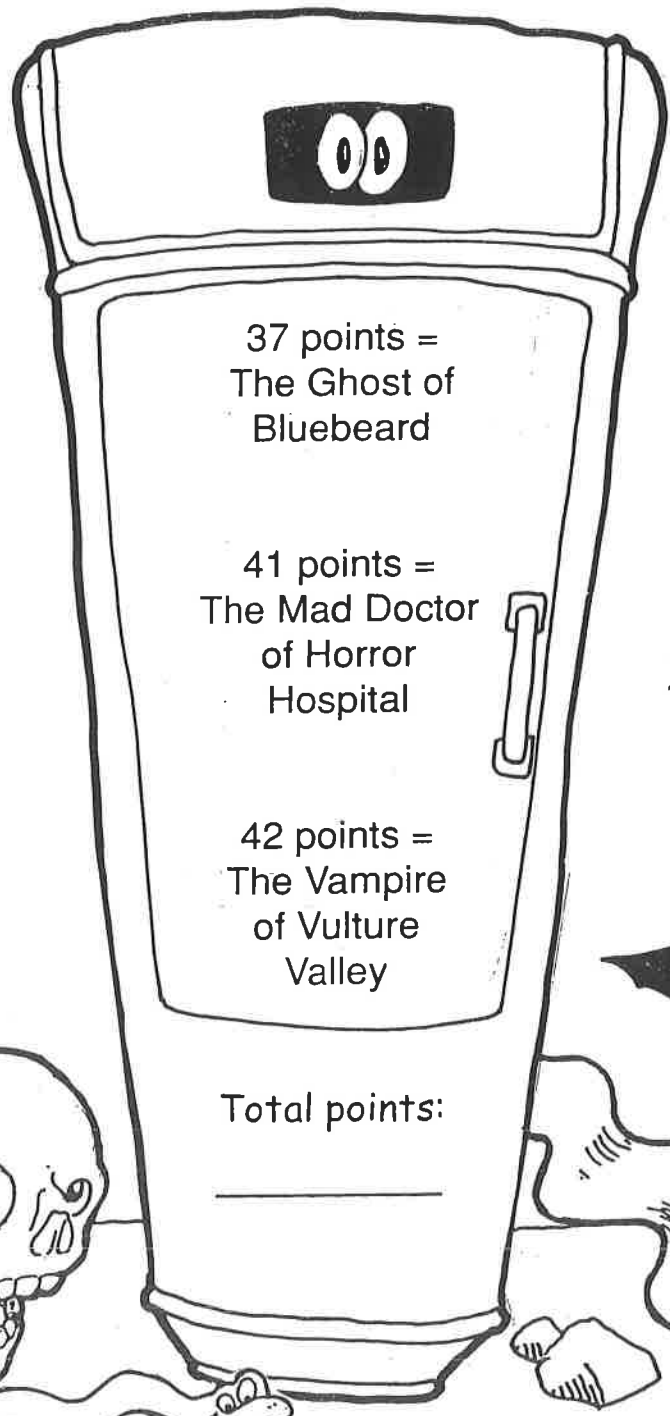 37 points =
The Ghost of
Bluebeard
41 points =
The Mad Doctor
of Horror
Hospital
42 points =
The Vampire
of Vulture
Valley
Total points: